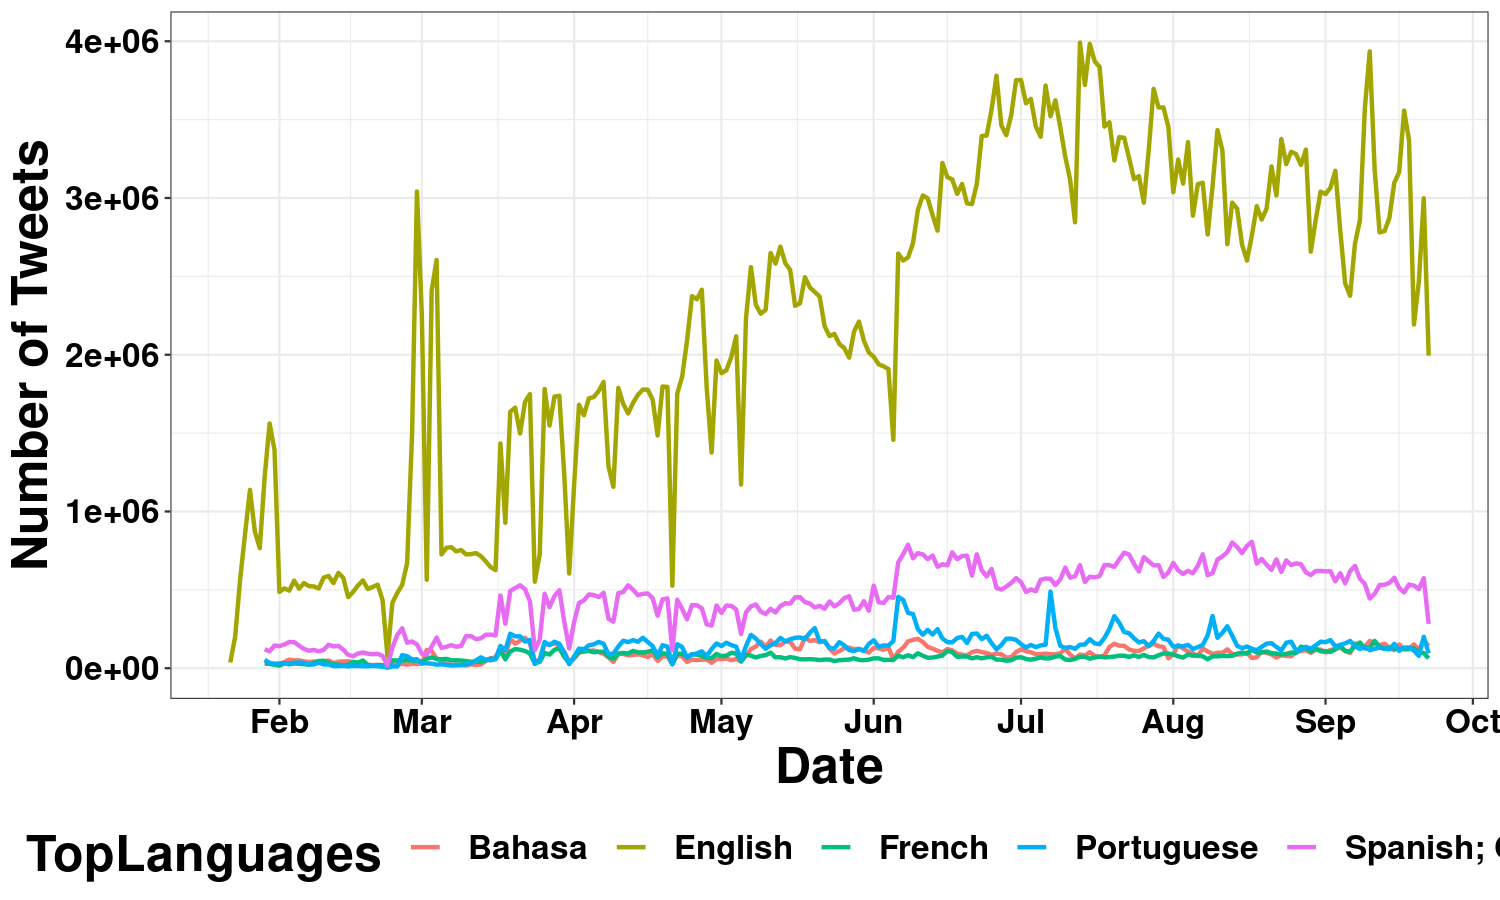 4e+06
3e+06
2e+06
1e+06
0e+00
Number of Tweets
Feb Mar Apr May Jun Jul Aug Sep Oct
Date
TopLanguages Bahasa English French Portuguese Spanish;